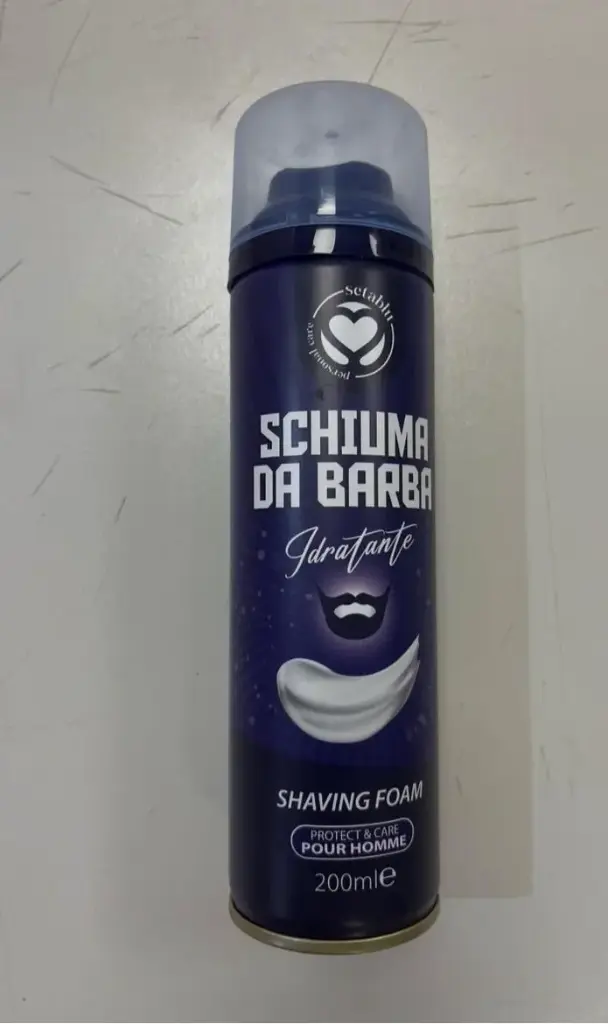 setablu
personal care
SCHIUMA
DA BARBA
Idratante
SHAVING FOAM
PROTECT & CARE
POUR HOMME
200ml℮